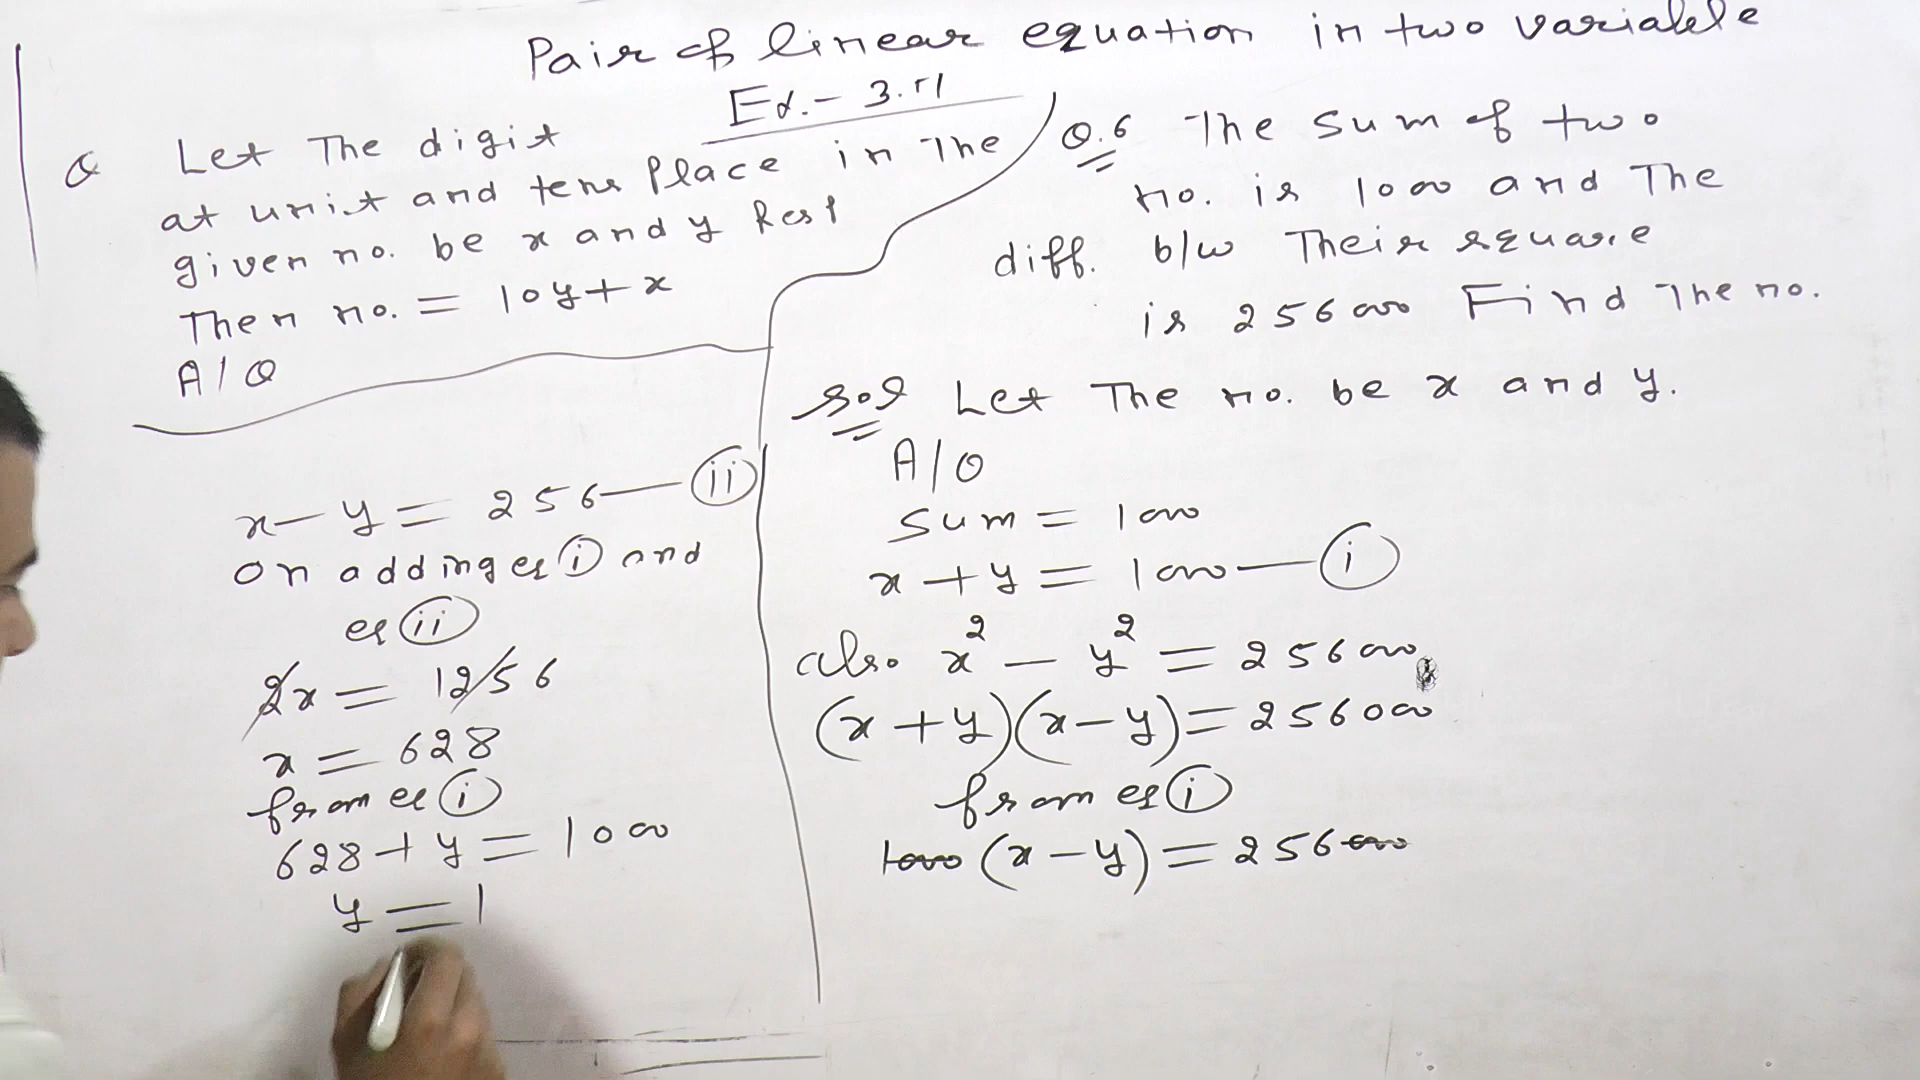 Pair of linear equation in two variable
Ex.- 3.
Q Let The digit
at unit and tens Place in The
given no. be x and y Resp
Then no. = 10y+x
A/Q
Q.6 The sum of two
no. is 1000 and The
diff. b/w Their square
is 256000 Find The no.
Sol Let The no. be x and y.
A/Q
sum = 1000
x+y = 1000 — (i)
also x² - y² = 256000
(x+y)(x-y) = 256000
from eq (i)
1000 (x-y) = 256000
x-y = 256 — (ii)
on adding eq (i) and
eq (ii)
2x = 1256
x = 628
from eq (i)
628+y = 1000
y = 1